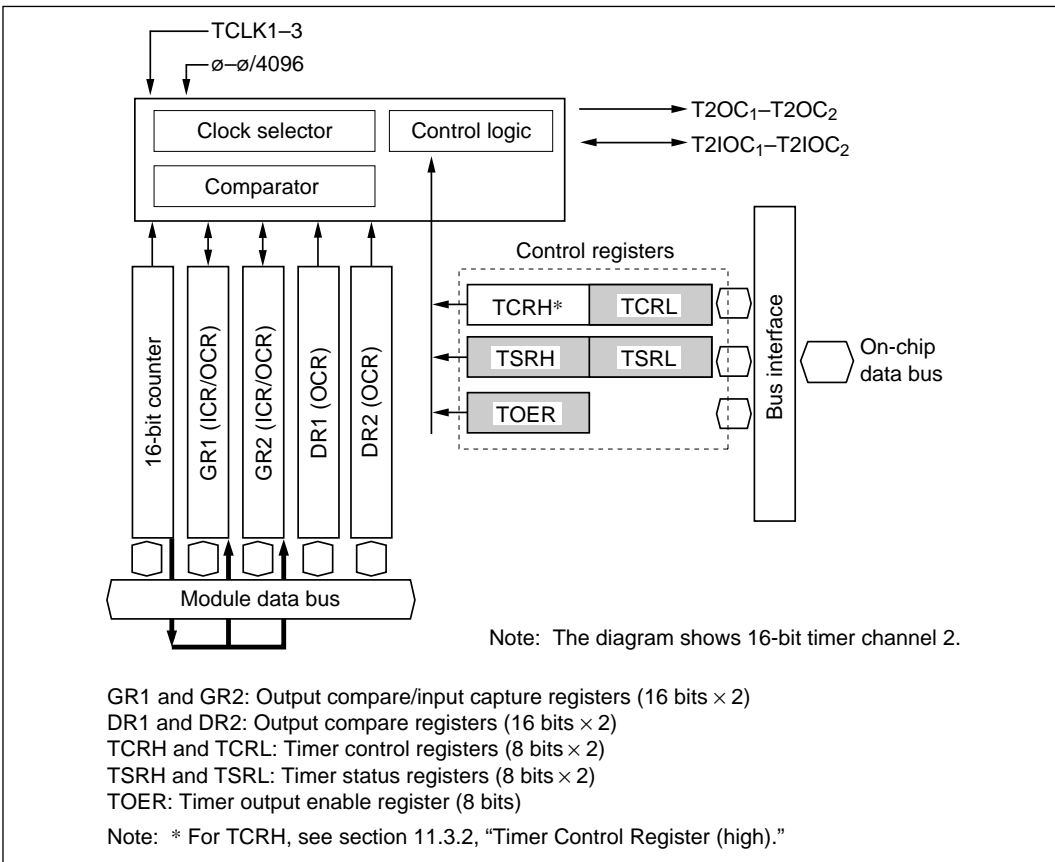 TCLK1–3
ø–ø/4096
Clock selector
Control logic
Comparator
T2OC₁–T2OC₂
T2IOC₁–T2IOC₂
Control registers
TCRH*
TCRL
TSRH
TSRL
TOER
Bus interface
On-chip
data bus
16-bit counter
GR1 (ICR/OCR)
GR2 (ICR/OCR)
DR1 (OCR)
DR2 (OCR)
Module data bus
Note: The diagram shows 16-bit timer channel 2.
GR1 and GR2: Output compare/input capture registers (16 bits × 2)
DR1 and DR2: Output compare registers (16 bits × 2)
TCRH and TCRL: Timer control registers (8 bits × 2)
TSRH and TSRL: Timer status registers (8 bits × 2)
TOER: Timer output enable register (8 bits)
Note: * For TCRH, see section 11.3.2, “Timer Control Register (high).”